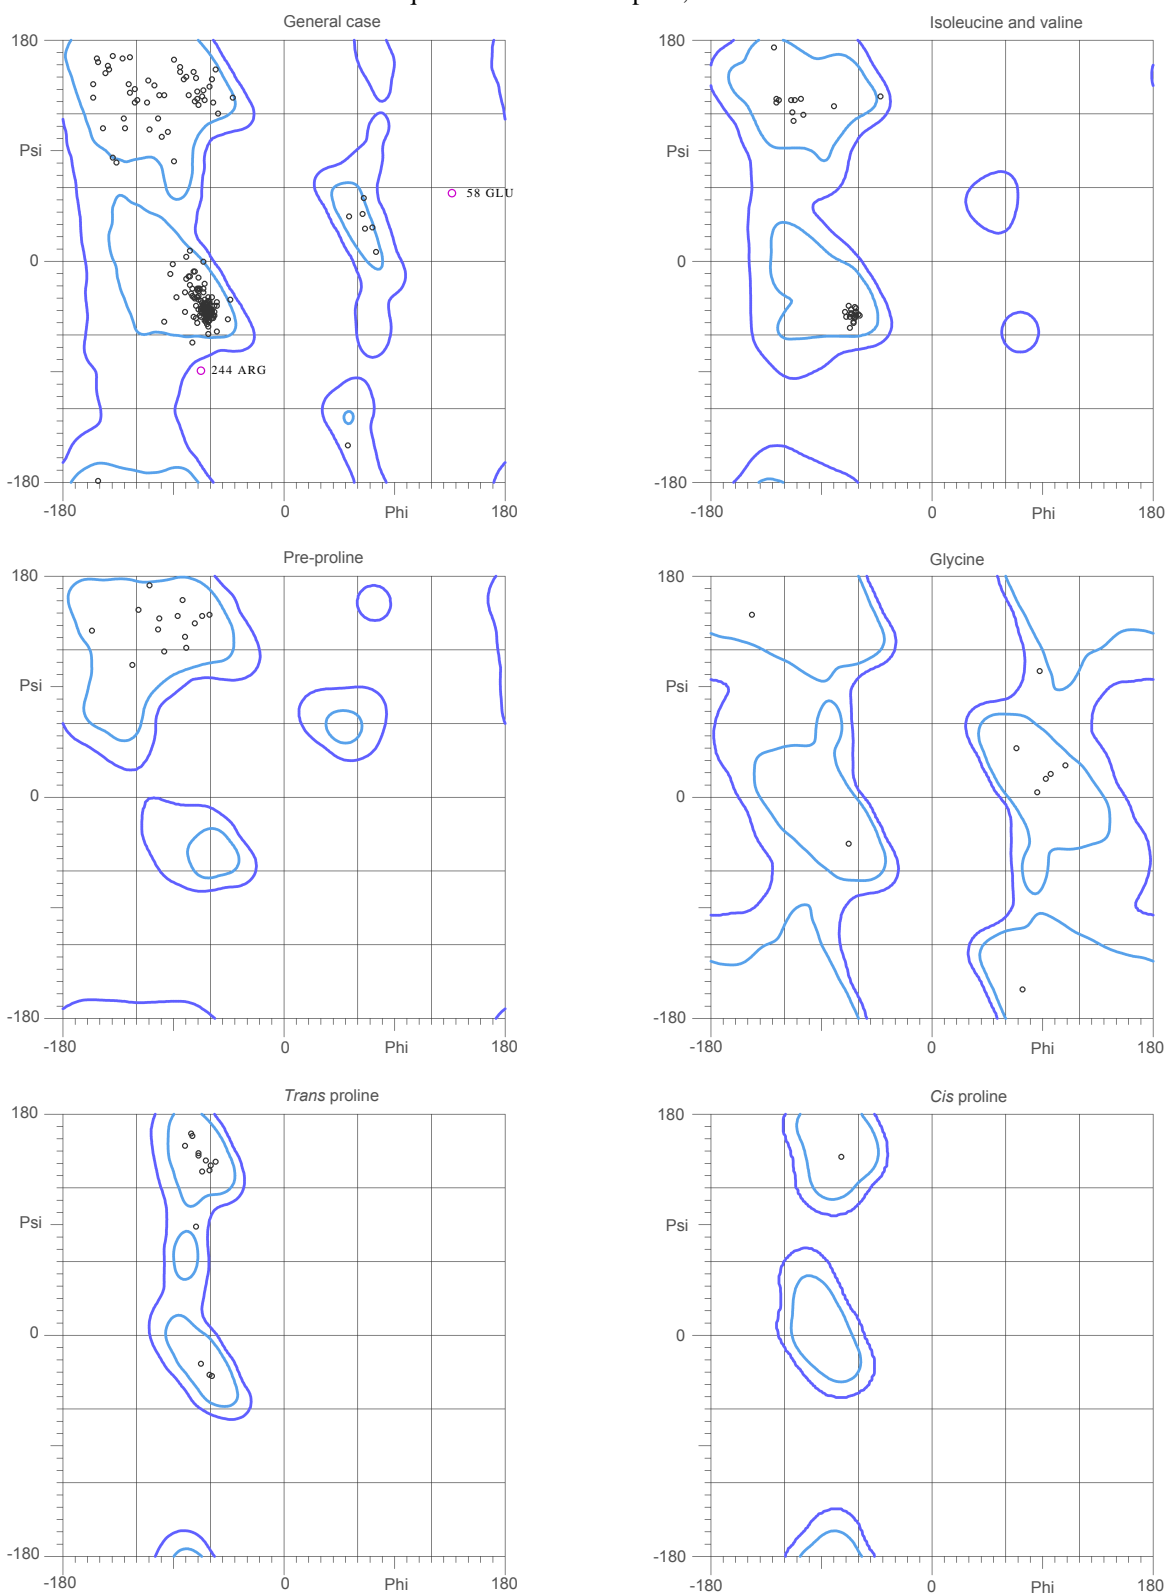 General case
Isoleucine and valine
180
180
58 GLU
Psi
Psi
0
0
244 ARG
-180
-180
-180
0
Phi
180
-180
0
Phi
180
Pre-proline
Glycine
180
180
Psi
Psi
0
0
-180
-180
-180
0
Phi
180
-180
0
Phi
180
Trans proline
Cis proline
180
180
Psi
Psi
0
0
-180
-180
-180
0
Phi
180
-180
0
Phi
180